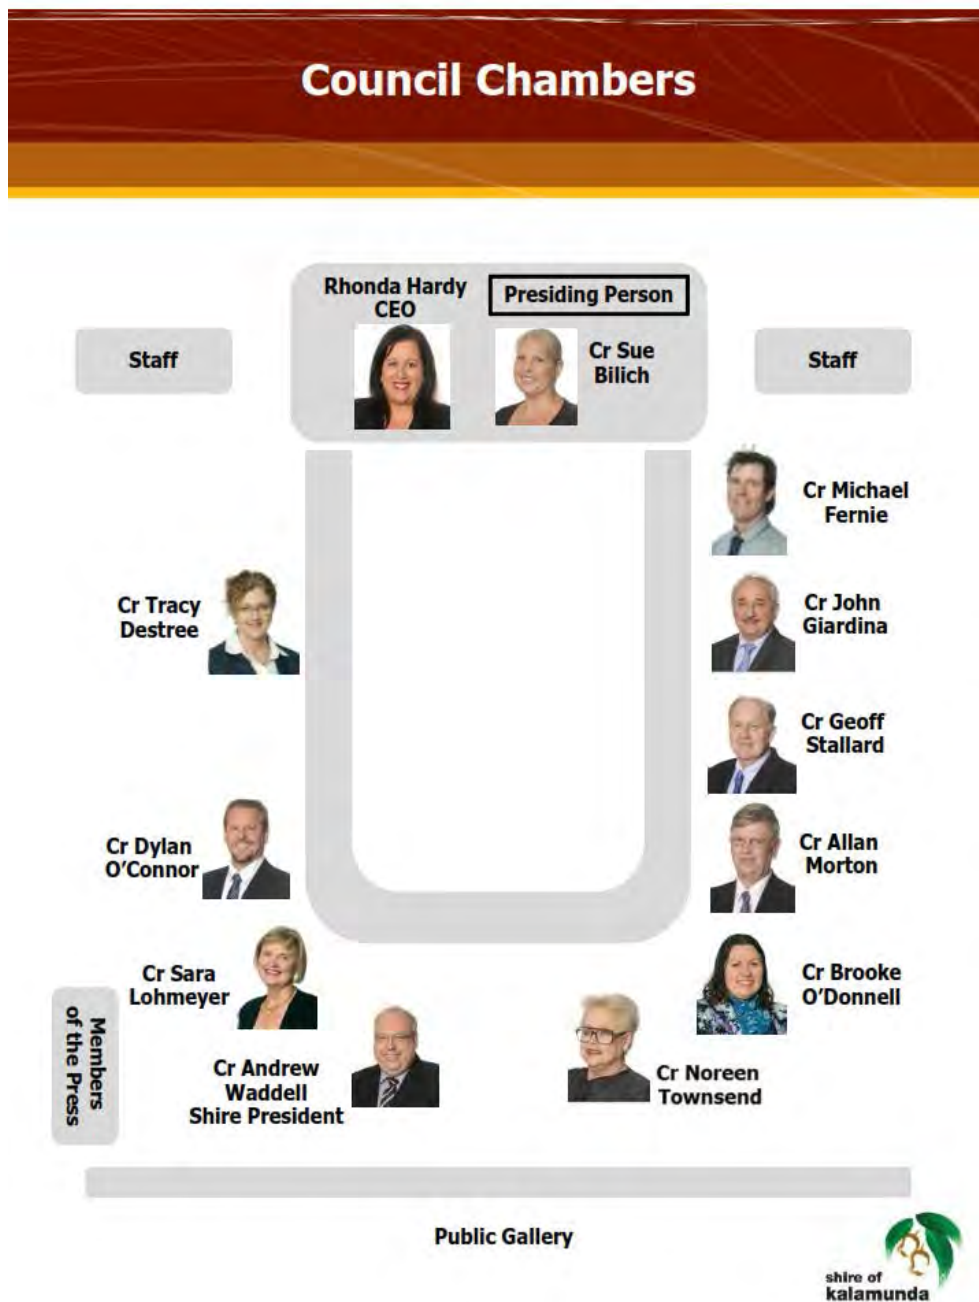 Council Chambers
Rhonda Hardy
CEO
Presiding Person
Cr Sue
Bilich
Staff
Staff
Cr Michael
Fernie
Cr Tracy
Destree
Cr John
Giardina
Cr Geoff
Stallard
Cr Dylan
O'Connor
Cr Allan
Morton
Cr Sara
Lohmeyer
Cr Brooke
O'Donnell
Members
of the Press
Cr Andrew
Waddell
Shire President
Cr Noreen
Townsend
Public Gallery
shire of
kalamunda